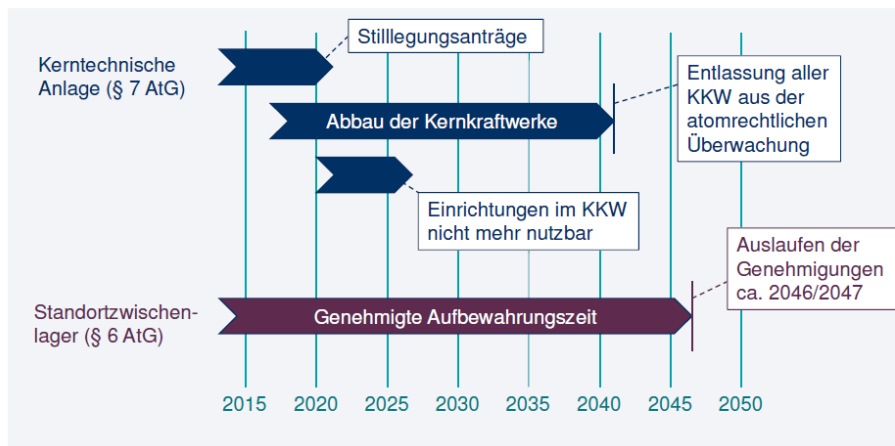 Stilllegungsanträge
Kerntechnische
Anlage (§ 7 AtG)
Entlassung aller
KKW aus der
atomrechtlichen
Überwachung
Abbau der Kernkraftwerke
Einrichtungen im KKW
nicht mehr nutzbar
Auslaufen der
Genehmigungen
ca. 2046/2047
Standortzwischen-
lager (§ 6 AtG)
Genehmigte Aufbewahrungszeit
2015 2020 2025 2030 2035 2040 2045 2050